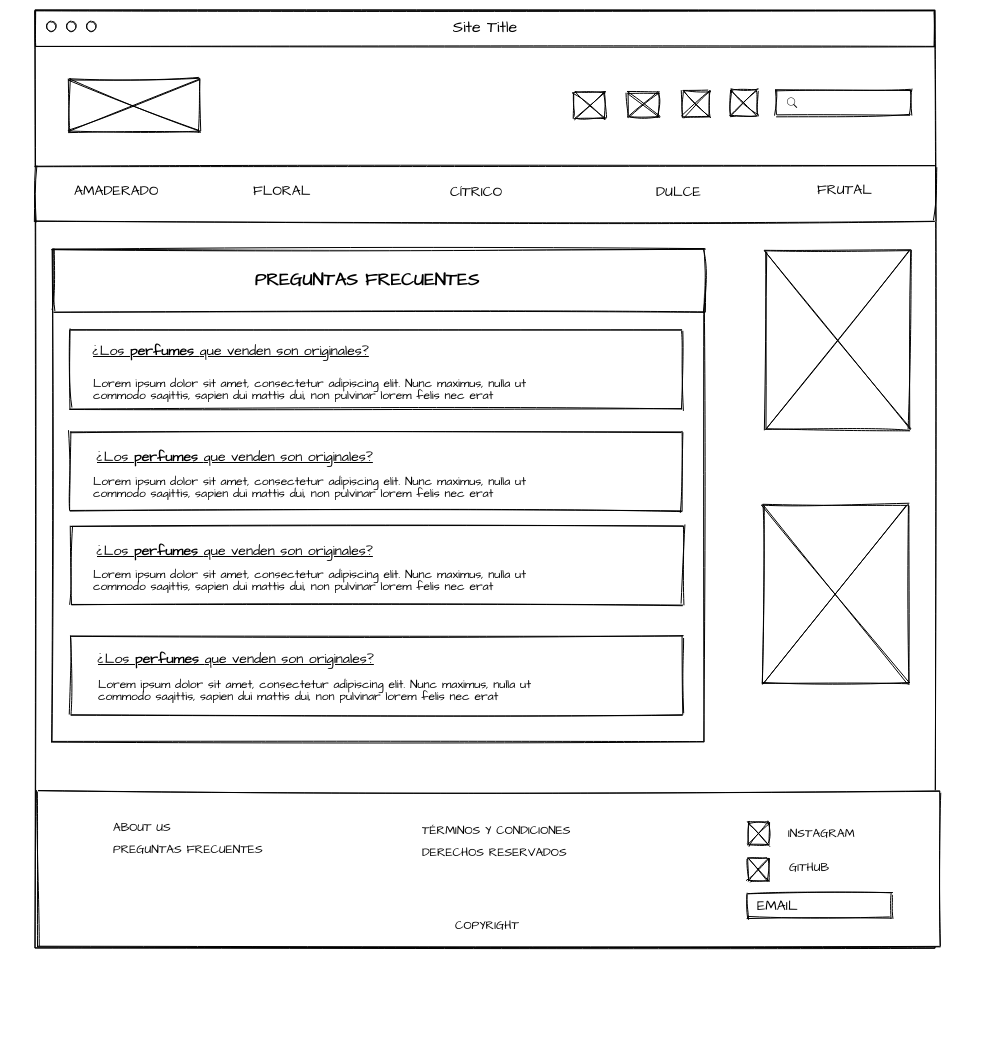 Site Title
AMADERADO FLORAL CÍTRICO DULCE FRUTAL
PREGUNTAS FRECUENTES
¿Los perfumes que venden son originales?
Lorem ipsum dolor sit amet, consectetur adipiscing elit. Nunc maximus, nulla ut
commodo sagittis, sapien dui mattis dui, non pulvinar lorem felis nec erat
¿Los perfumes que venden son originales?
Lorem ipsum dolor sit amet, consectetur adipiscing elit. Nunc maximus, nulla ut
commodo sagittis, sapien dui mattis dui, non pulvinar lorem felis nec erat
¿Los perfumes que venden son originales?
Lorem ipsum dolor sit amet, consectetur adipiscing elit. Nunc maximus, nulla ut
commodo sagittis, sapien dui mattis dui, non pulvinar lorem felis nec erat
¿Los perfumes que venden son originales?
Lorem ipsum dolor sit amet, consectetur adipiscing elit. Nunc maximus, nulla ut
commodo sagittis, sapien dui mattis dui, non pulvinar lorem felis nec erat
ABOUT US
PREGUNTAS FRECUENTES
TÉRMINOS Y CONDICIONES
DERECHOS RESERVADOS
INSTAGRAM
GITHUB
EMAIL
COPYRIGHT